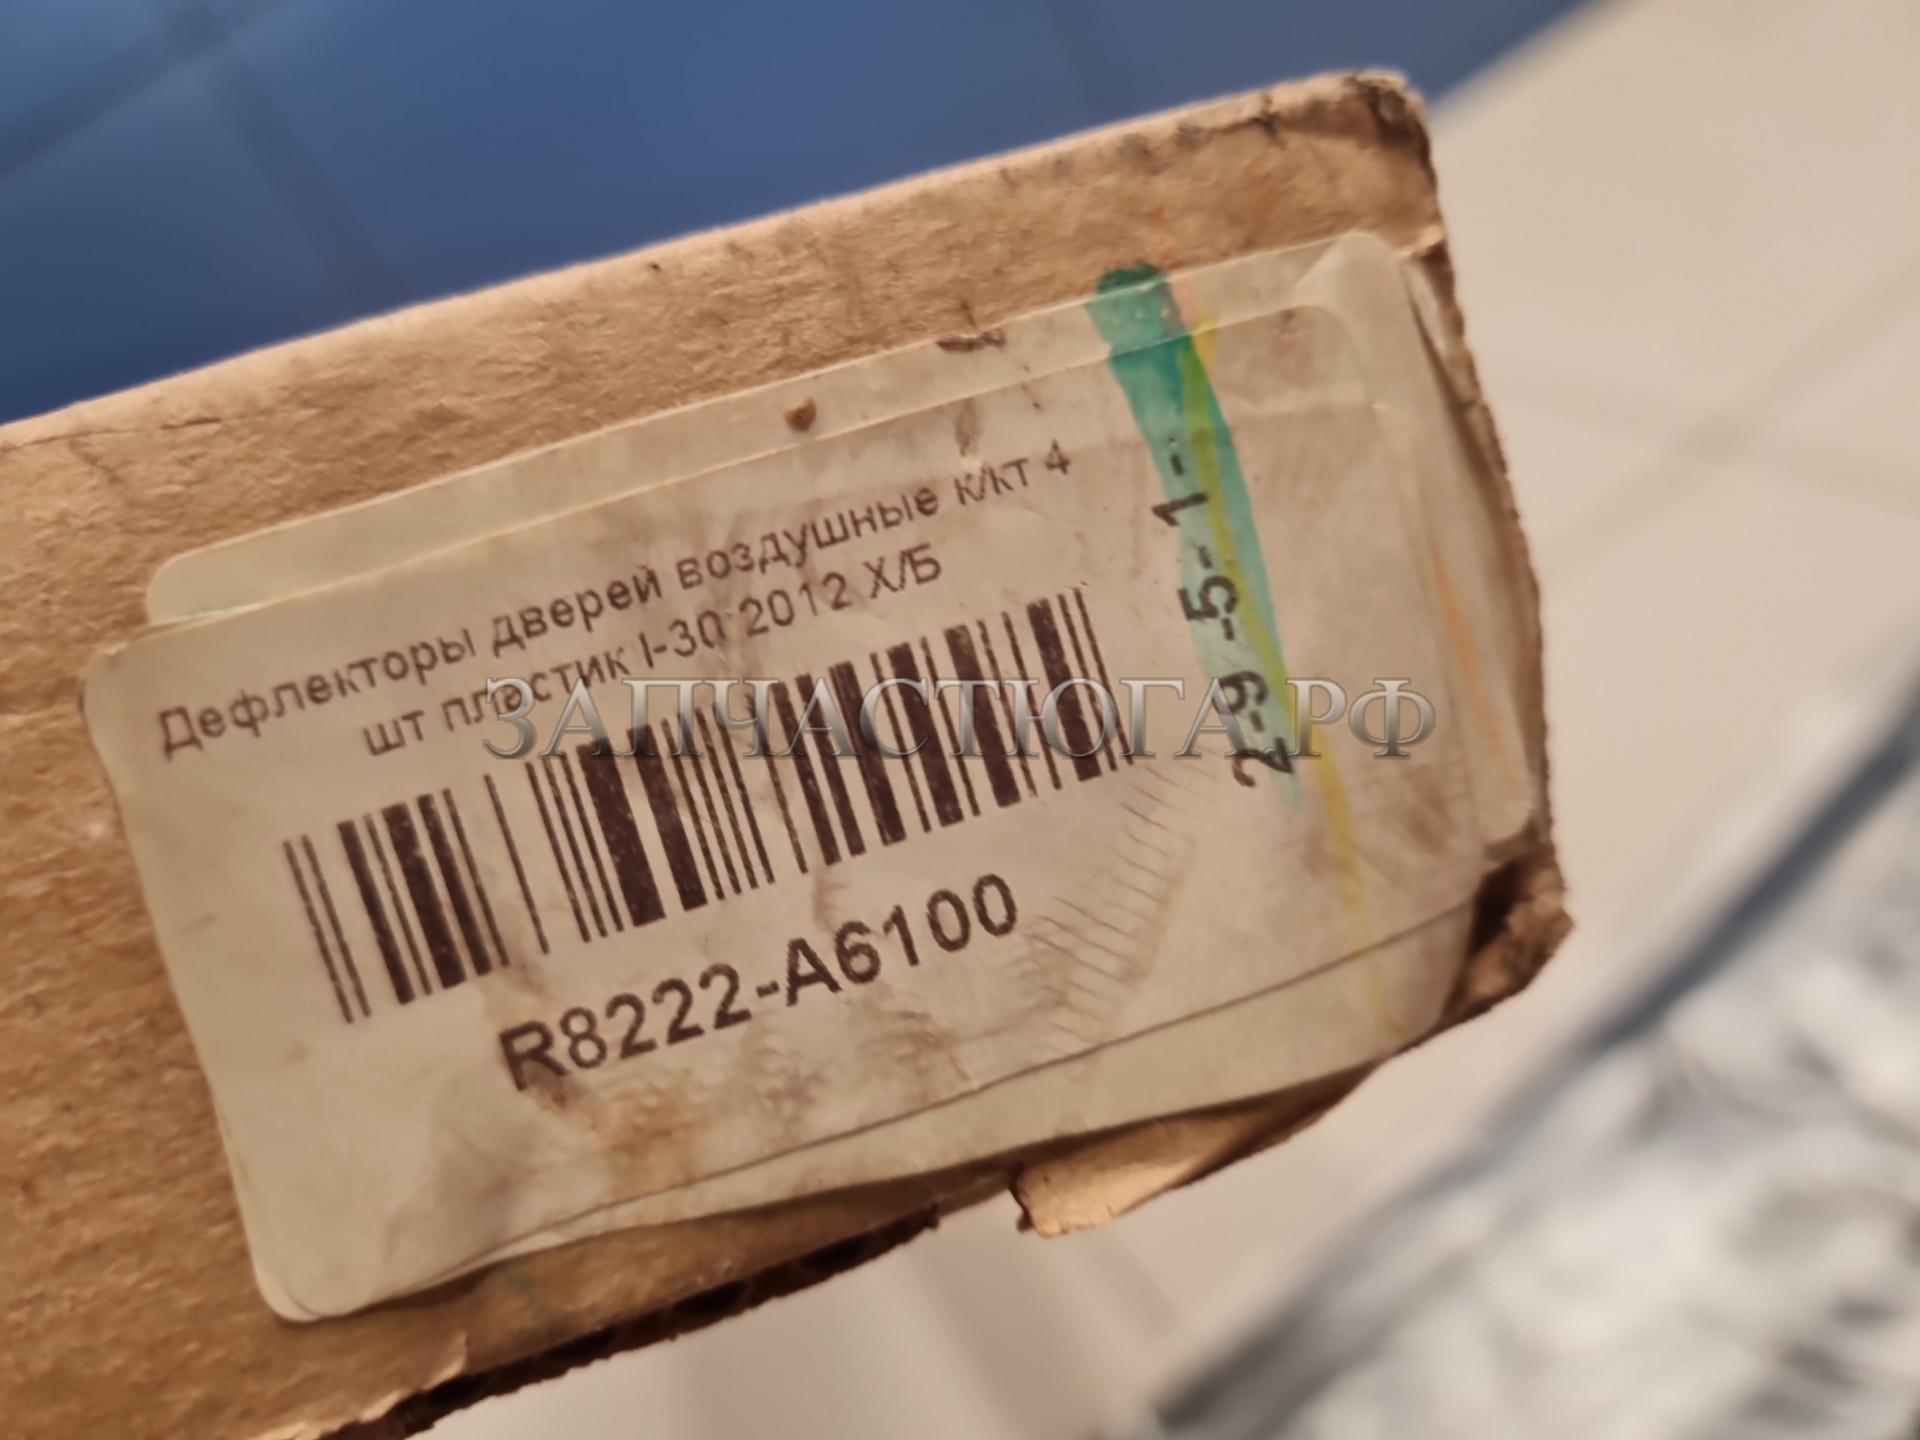 Дефлекторы дверей воздушные к/кт 4
шт пластик I-30 2012 Х/Б
R8222-A6100
2-9 -5- 1-
ЗАПЧАСТЮГА.РФ